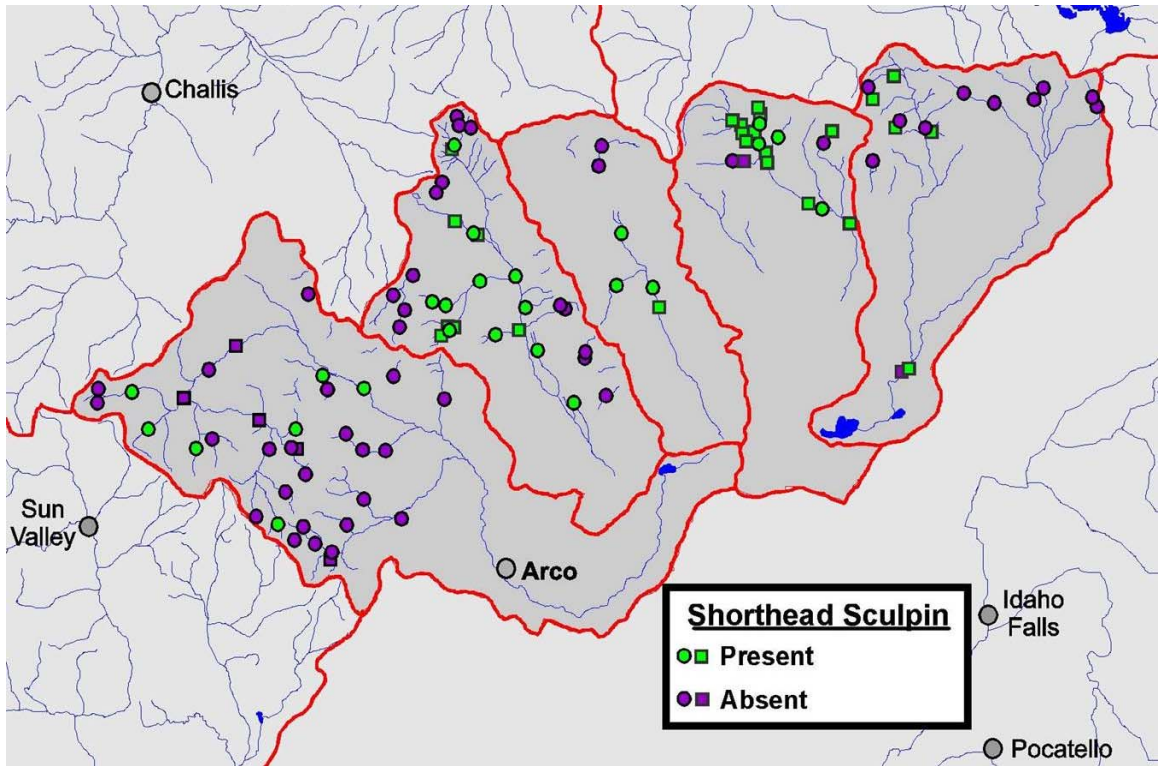 Challis
Sun
Valley
Arco
Shorthead Sculpin
Present
Absent
Idaho
Falls
Pocatello